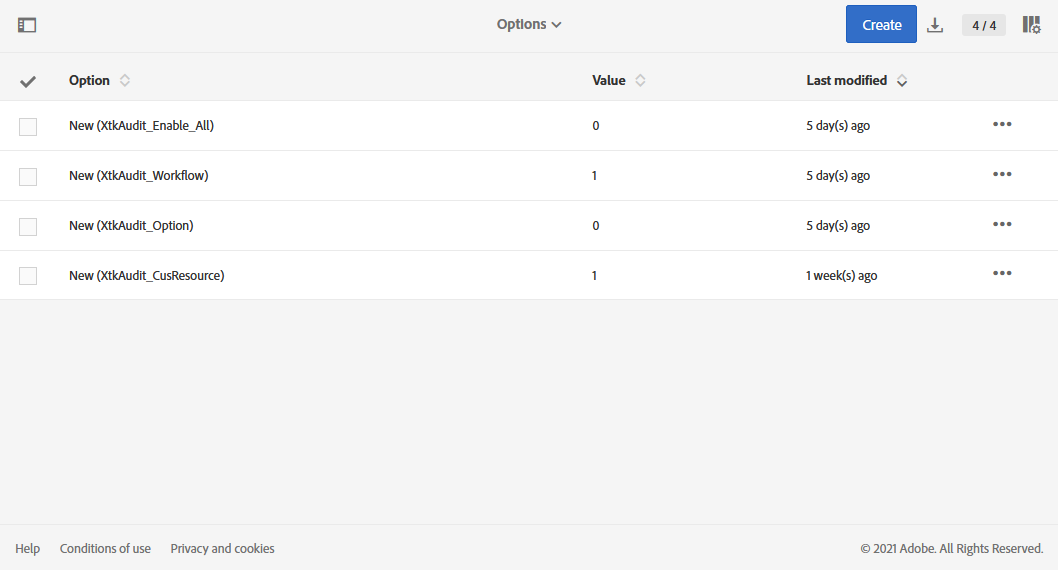 Options Create 4 / 4
Option Value Last modified
New (XtkAudit_Enable_All) 0 5 day(s) ago
New (XtkAudit_Workflow) 1 5 day(s) ago
New (XtkAudit_Option) 0 5 day(s) ago
New (XtkAudit_CusResource) 1 1 week(s) ago
Help Conditions of use Privacy and cookies © 2021 Adobe. All Rights Reserved.